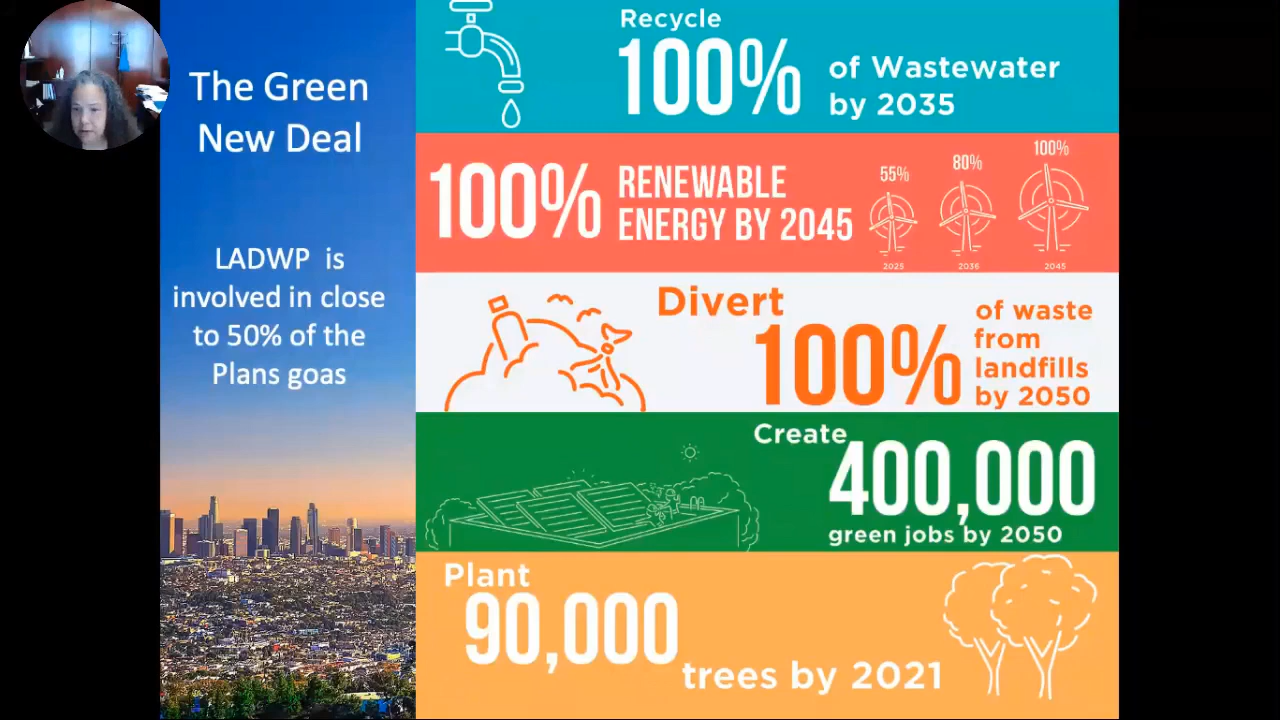 The Green
New Deal
LADWP  is
involved in close
to 50% of the
Plans goas
Recycle
100%
of Wastewater
by 2035
100%
RENEWABLE
ENERGY BY 2045
55%
80%
100%
2025
2036
2045
Divert
100%
of waste
from
landfills
by 2050
Create
400,000
green jobs by 2050
Plant
90,000
trees by 2021